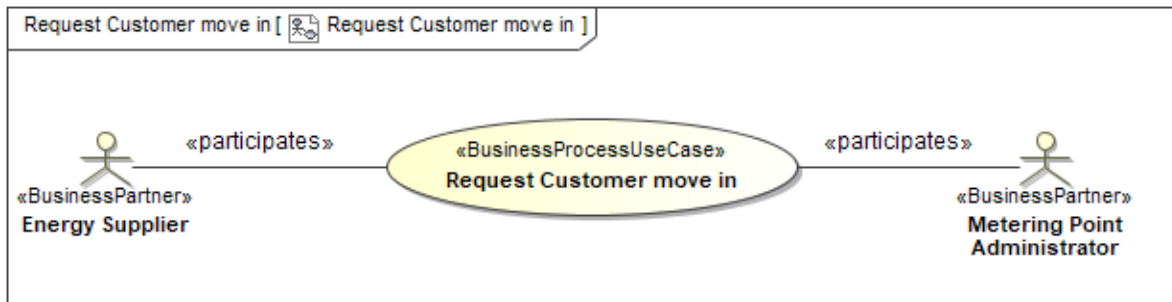 Request Customer move in [ Request Customer move in ]
«participates»
«participates»
«BusinessProcessUseCase»
Request Customer move in
«BusinessPartner»
Energy Supplier
«BusinessPartner»
Metering Point
Administrator